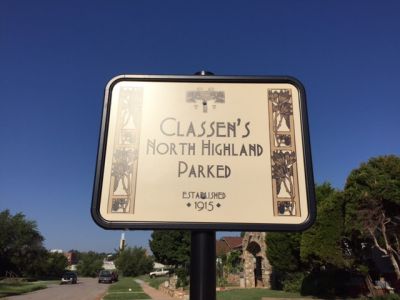 CLASSEN'S
NORTH HIGHLAND
PARKED
ESTABLISHED
1915